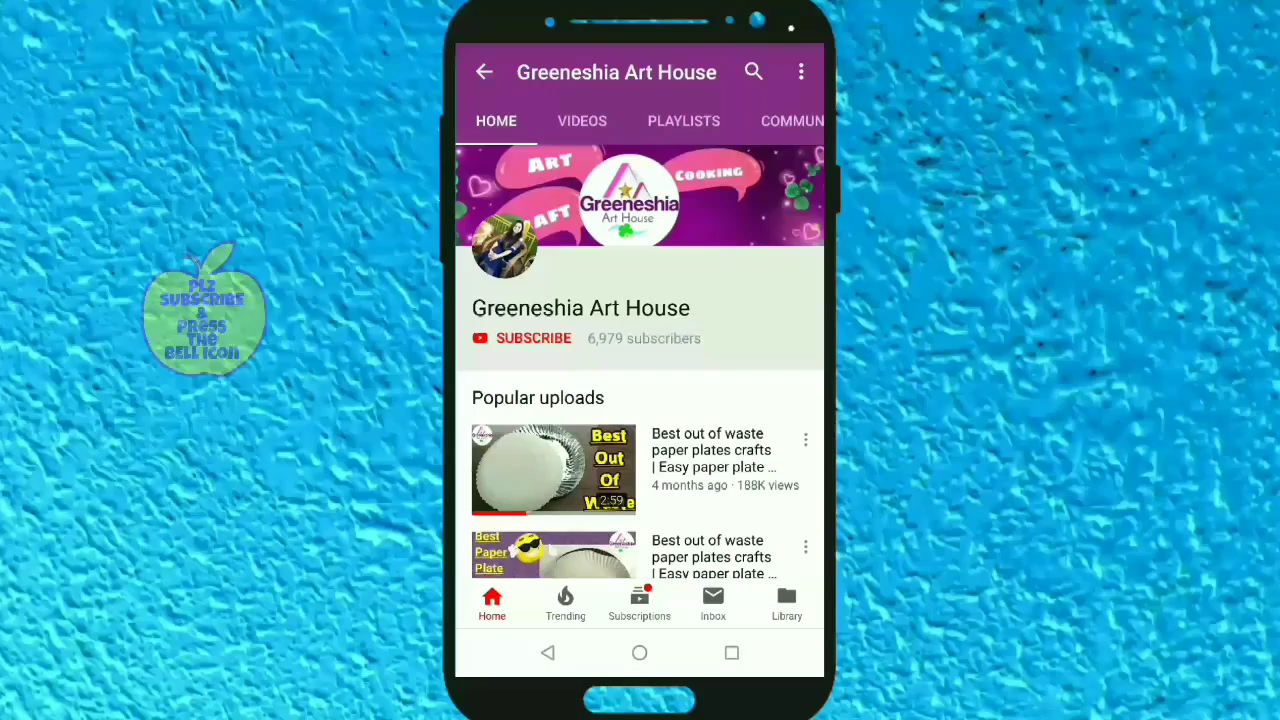 Greeneshia Art House
HOME VIDEOS PLAYLISTS COMMUN
ART
COOKING
AFT
Greeneshia
Art House
Greeneshia Art House
SUBSCRIBE 6,979 subscribers
Popular uploads
Best
Out
Of
Waste
2:59
Best out of waste
paper plates crafts
| Easy paper plate ...
4 months ago · 188K views
Best
Paper
Plate
Best out of waste
paper plates crafts
| Easy paper plate ...
Home Trending Subscriptions Inbox Library
PLZ
SUBSCRIBE
&
PRESS
THE
BELL ICON